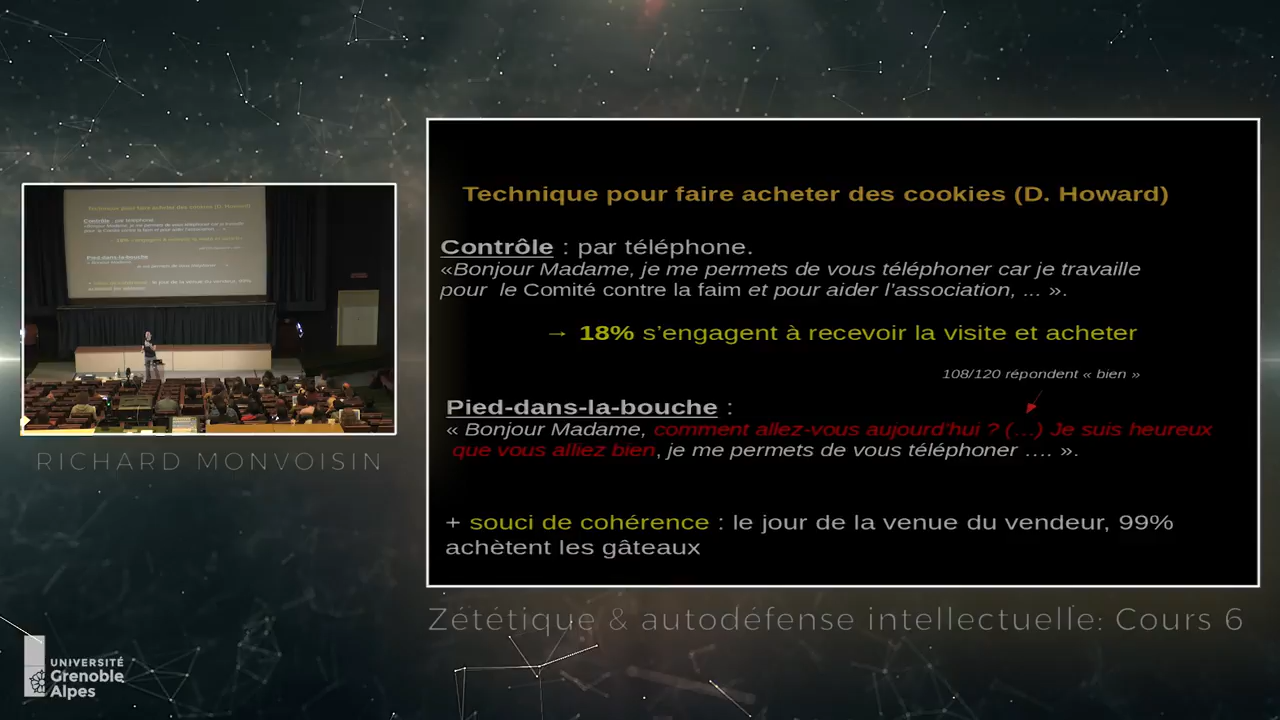 Technique pour faire acheter des cookies (D. Howard)
Contrôle : par téléphone.
«Bonjour Madame, je me permets de vous téléphoner car je travaille
pour le Comité contre la faim et pour aider l'association, ... ».
→ 18% s'engagent à recevoir la visite et acheter
108/120 répondent « bien »
Pied-dans-la-bouche :
« Bonjour Madame, comment allez-vous aujourd'hui ? (…) Je suis heureux
que vous alliez bien, je me permets de vous téléphoner …. ».
+ souci de cohérence : le jour de la venue du vendeur, 99%
achètent les gâteaux
RICHARD MONVOISIN
Zététique & autodéfense intellectuelle: Cours 6
UNIVERSITÉ
Grenoble
Alpes